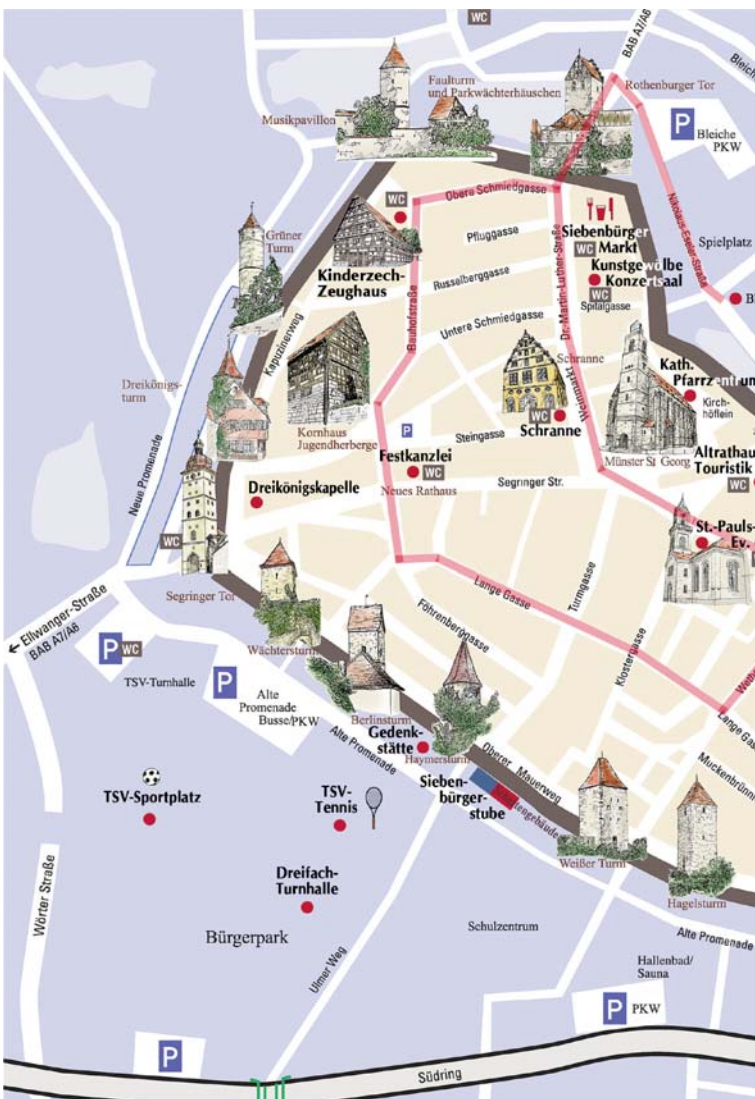 WC
BAB A7/A6
Bleiche
Faulturm
und Parkwächterhäuschen
Rothenburger Tor
Musikpavillon
P
Bleiche
PKW
WC
Obere Schmiedgasse
Siebenbürger
Markt
WC
Nikolaus-Eseler-Straße
Spielplatz
Pfluggasse
Grüner
Turm
Kinderzech-
Zeughaus
Kunstgewölbe
Konzertsaal
WC
Russelberggasse
Dr.-Martin-Luther-Straße
Spitalgasse
Bauhofstraße
Untere Schmiedgasse
Kapuzinerweg
Dreikönigs-
turm
Schranne
Weinmarkt
Kath.
Pfarrzentrum
Kirch-
höflein
WC
Schranne
Kornhaus
Jugendherberge
P
Steingasse
Münster St. Georg
Altrathau
Touristik
WC
Festkanzlei
WC
Neues Rathaus
Segringer Str.
Dreikönigskapelle
Neue Promenade
St.-Pauls-
Ev.
WC
Segringer Tor
Lange Gasse
Turmgasse
Ellwanger-Straße
BAB A7/A6
Föhrenberggasse
Wächtersturm
Klostergasse
P
WC
TSV-Turnhalle
P
Alte
Promenade
Busse/PKW
Alte Promenade
Berlinsturm
Gedenk-
stätte
Haymersturm
Oberer Mauerweg
Lange Gas
Muckenbrünn
TSV-Sportplatz
TSV-
Tennis
Sieben-
bürger-
stube
Weißer Turm
Hagelsturm
Dreifach-
Turnhalle
Wörter Straße
Bürgerpark
Ulmer Weg
Schulzentrum
Alte Promenade
Hallenbad/
Sauna
P
PKW
P
Südring